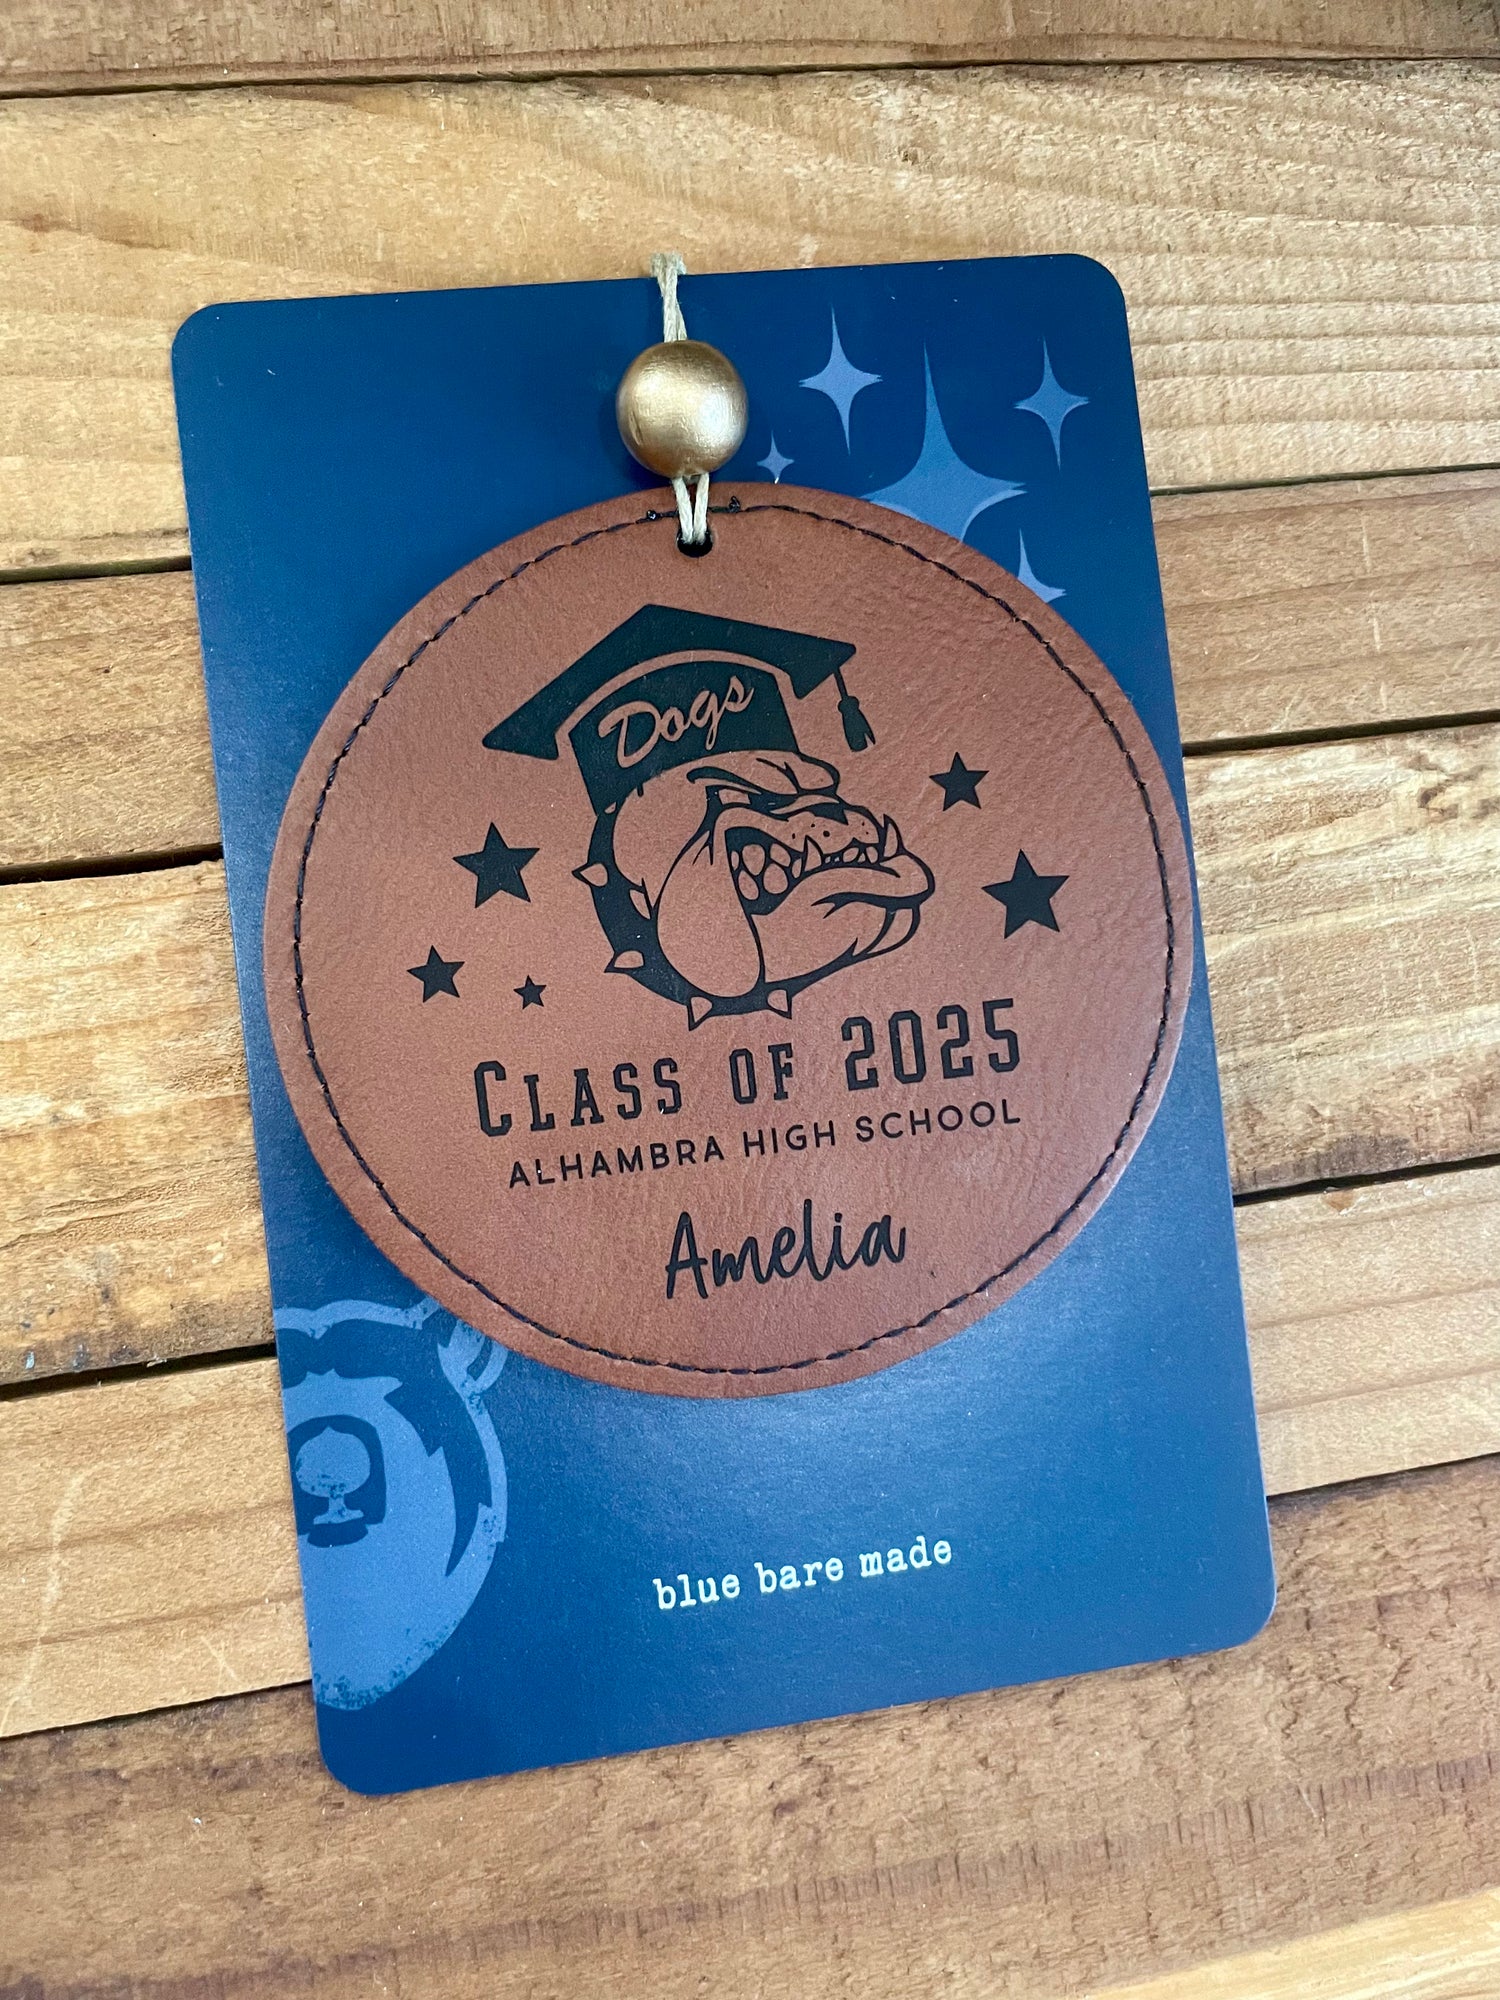 Dogs
CLASS OF 2025
ALHAMBRA HIGH SCHOOL
Amelia
blue bare made